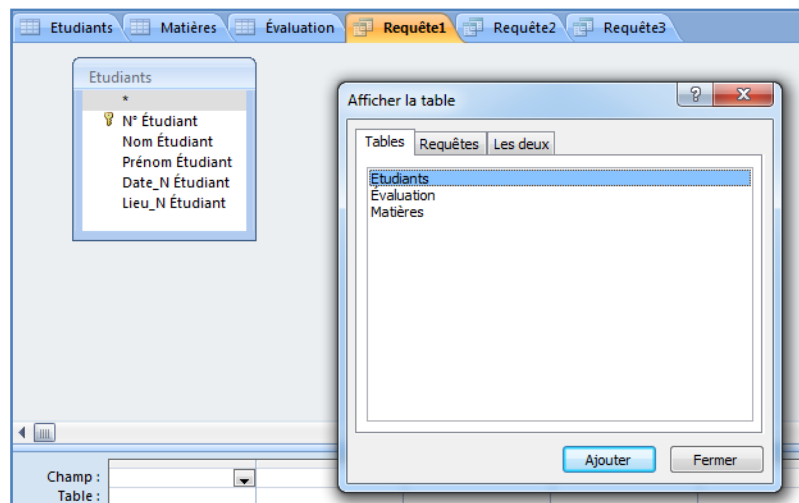 Etudiants Matières Évaluation Requête1 Requête2 Requête3
Etudiants
*
N° Étudiant
Nom Étudiant
Prénom Étudiant
Date_N Étudiant
Lieu_N Étudiant
Afficher la table
?
Tables Requêtes Les deux
Etudiants
Évaluation
Matières
Ajouter Fermer
Champ :
Table :